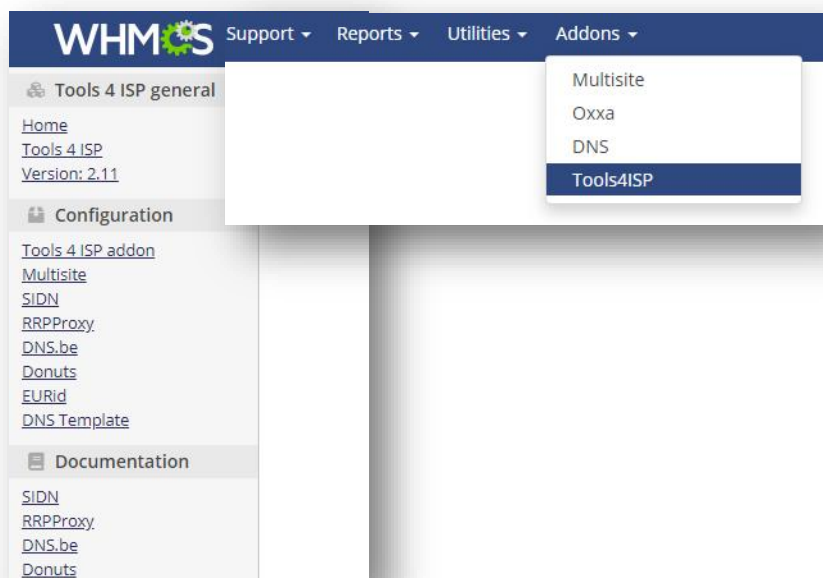 WHMCS Support Reports Utilities Addons
Multisite
Oxxa
DNS
Tools4ISP
Tools 4 ISP general
Home
Tools 4 ISP
Version: 2.11
Configuration
Tools 4 ISP addon
Multisite
SIDN
RRPProxy
DNS.be
Donuts
EURid
DNS Template
Documentation
SIDN
RRPProxy
DNS.be
Donuts